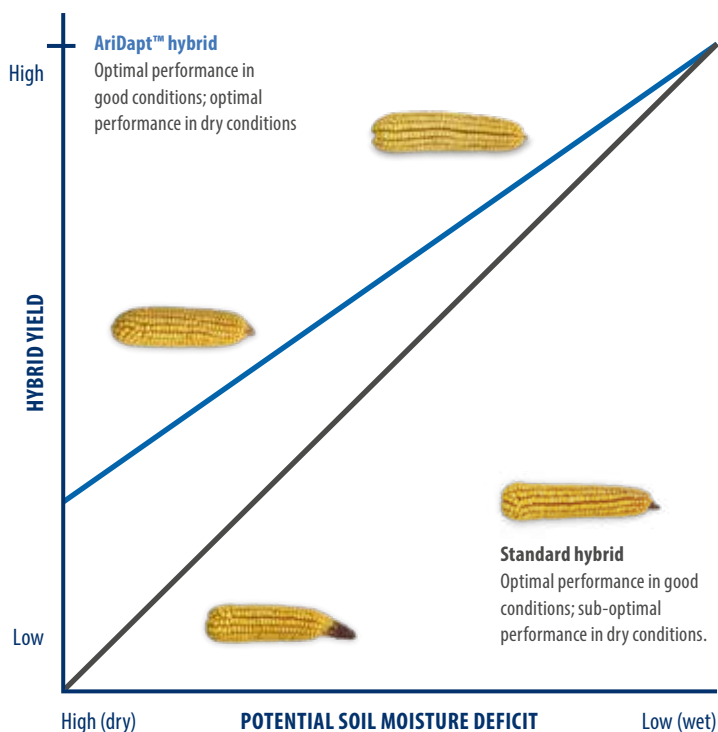 AriDapt™ hybrid
Optimal performance in
good conditions; optimal
performance in dry conditions
High
HYBRID YIELD
Standard hybrid
Optimal performance in good
conditions; sub-optimal
performance in dry conditions.
Low
High (dry)
POTENTIAL SOIL MOISTURE DEFICIT
Low (wet)